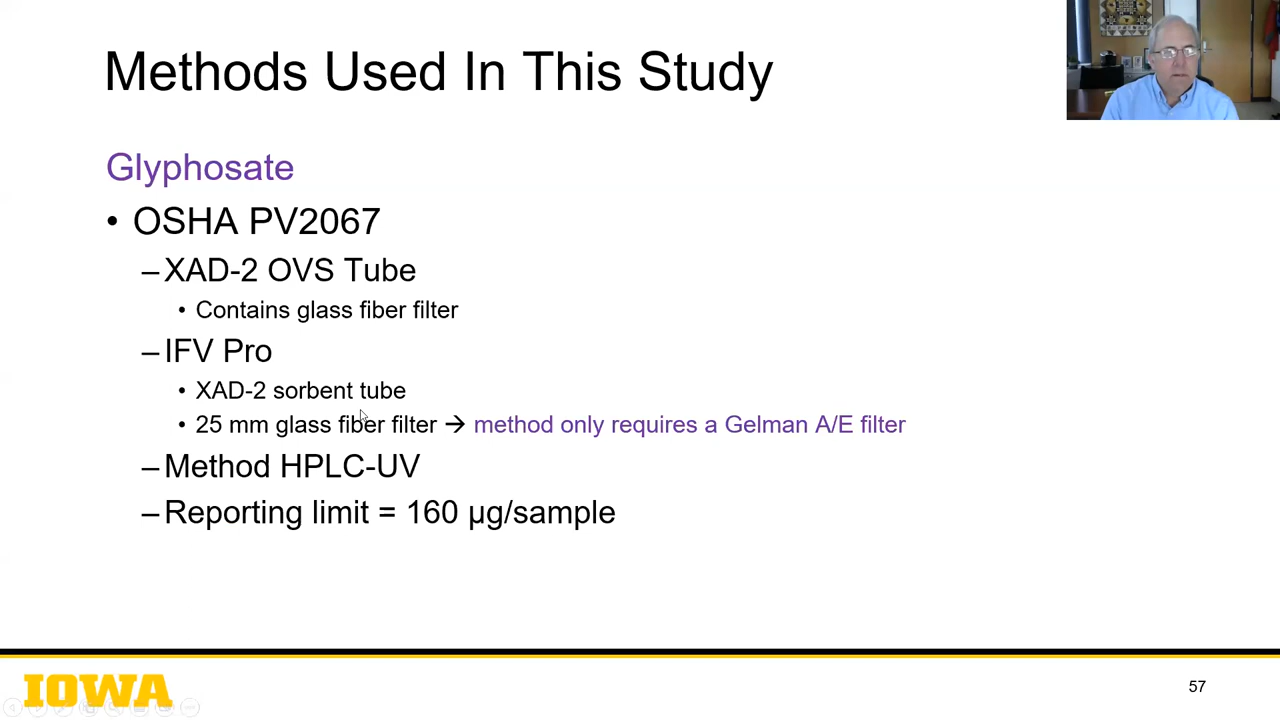 Methods Used In This Study
Glyphosate
• OSHA PV2067
–XAD-2 OVS Tube
• Contains glass fiber filter
–IFV Pro
• XAD-2 sorbent tube
• 25 mm glass fiber filter → method only requires a Gelman A/E filter
–Method HPLC-UV
–Reporting limit = 160 µg/sample
IOWA
57